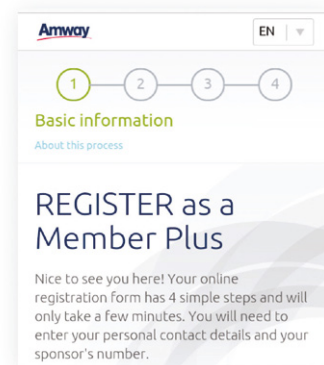 Amway
EN
1 2 3 4
Basic information
About this process
REGISTER as a
Member Plus
Nice to see you here! Your online
registration form has 4 simple steps and will
only take a few minutes. You will need to
enter your personal contact details and your
sponsor's number.